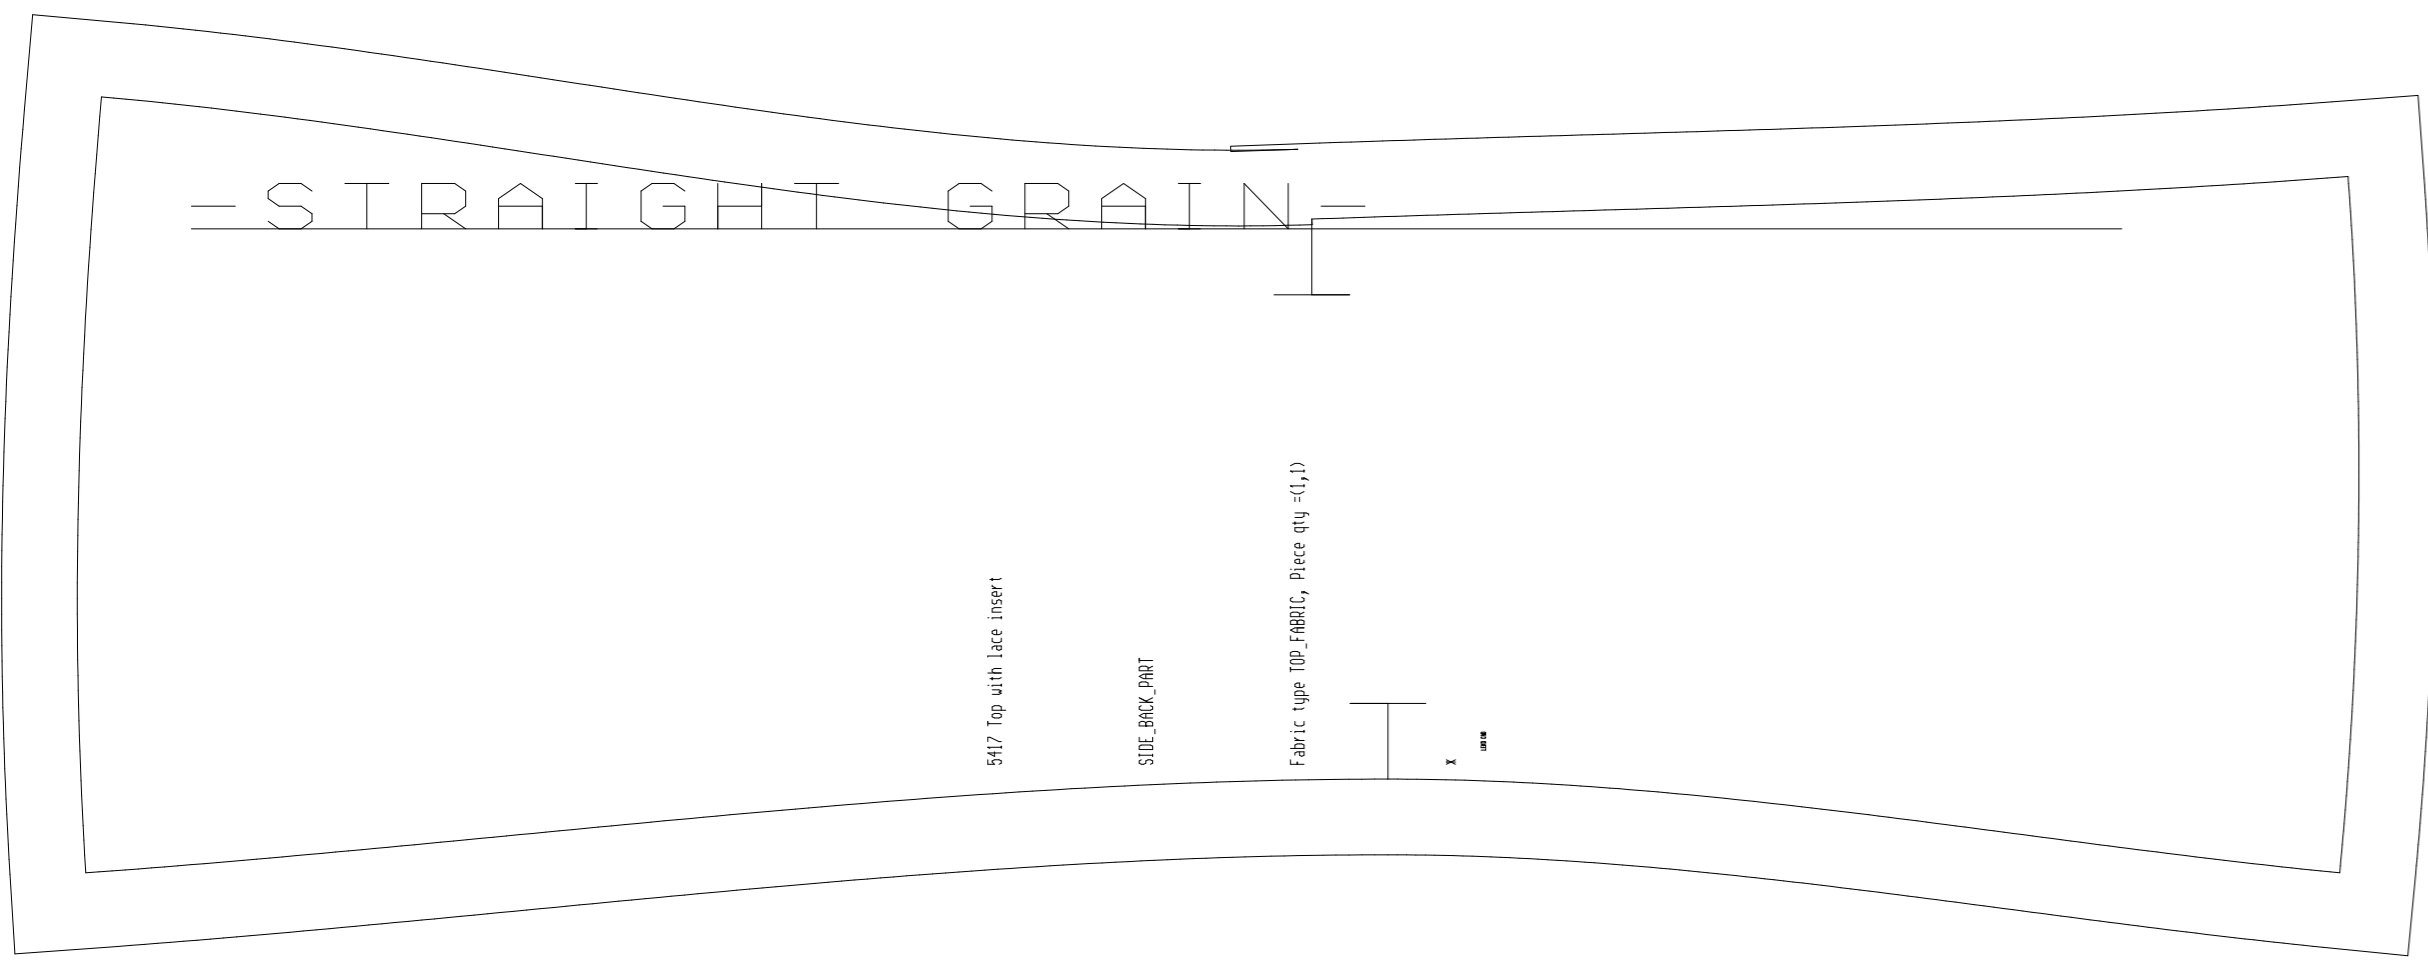 -STRAIGHT GRAIN-
5417 Top with lace insert
SIDE_BACK_PART
Fabric type TOP_FABRIC, Piece qty =(1,1)
X